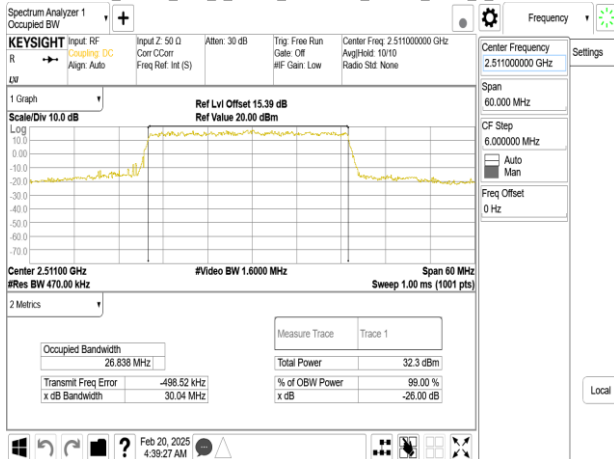 Spectrum Analyzer 1
Occupied BW
+
Frequency
KEYSIGHT
R
LXI
Input: RF
Coupling: DC
Align: Auto
Input Z: 50 Ω
Corr CCorr
Freq Ref: Int (S)
Atten: 30 dB
Trig: Free Run
Gate: Off
#IF Gain: Low
Center Freq: 2.511000000 GHz
Avg|Hold: 10/10
Radio Std: None
Center Frequency
2.511000000 GHz
Settings
Span
60.000 MHz
CF Step
6.000000 MHz
Auto
Man
Freq Offset
0 Hz
Local
1 Graph
Scale/Div 10.0 dB
Ref Lvl Offset 15.39 dB
Ref Value 20.00 dBm
Log
10.0
0.00
-10.0
-20.0
-30.0
-40.0
-50.0
-60.0
-70.0
Center 2.51100 GHz
#Video BW 1.6000 MHz
Span 60 MHz
#Res BW 470.00 kHz
Sweep 1.00 ms (1001 pts)
2 Metrics
Measure Trace Trace 1
Occupied Bandwidth
26.838 MHz
Total Power 32.3 dBm
Transmit Freq Error -498.52 kHz
% of OBW Power 99.00 %
x dB Bandwidth 30.04 MHz
x dB -26.00 dB
?
Feb 20, 2025
4:39:27 AM